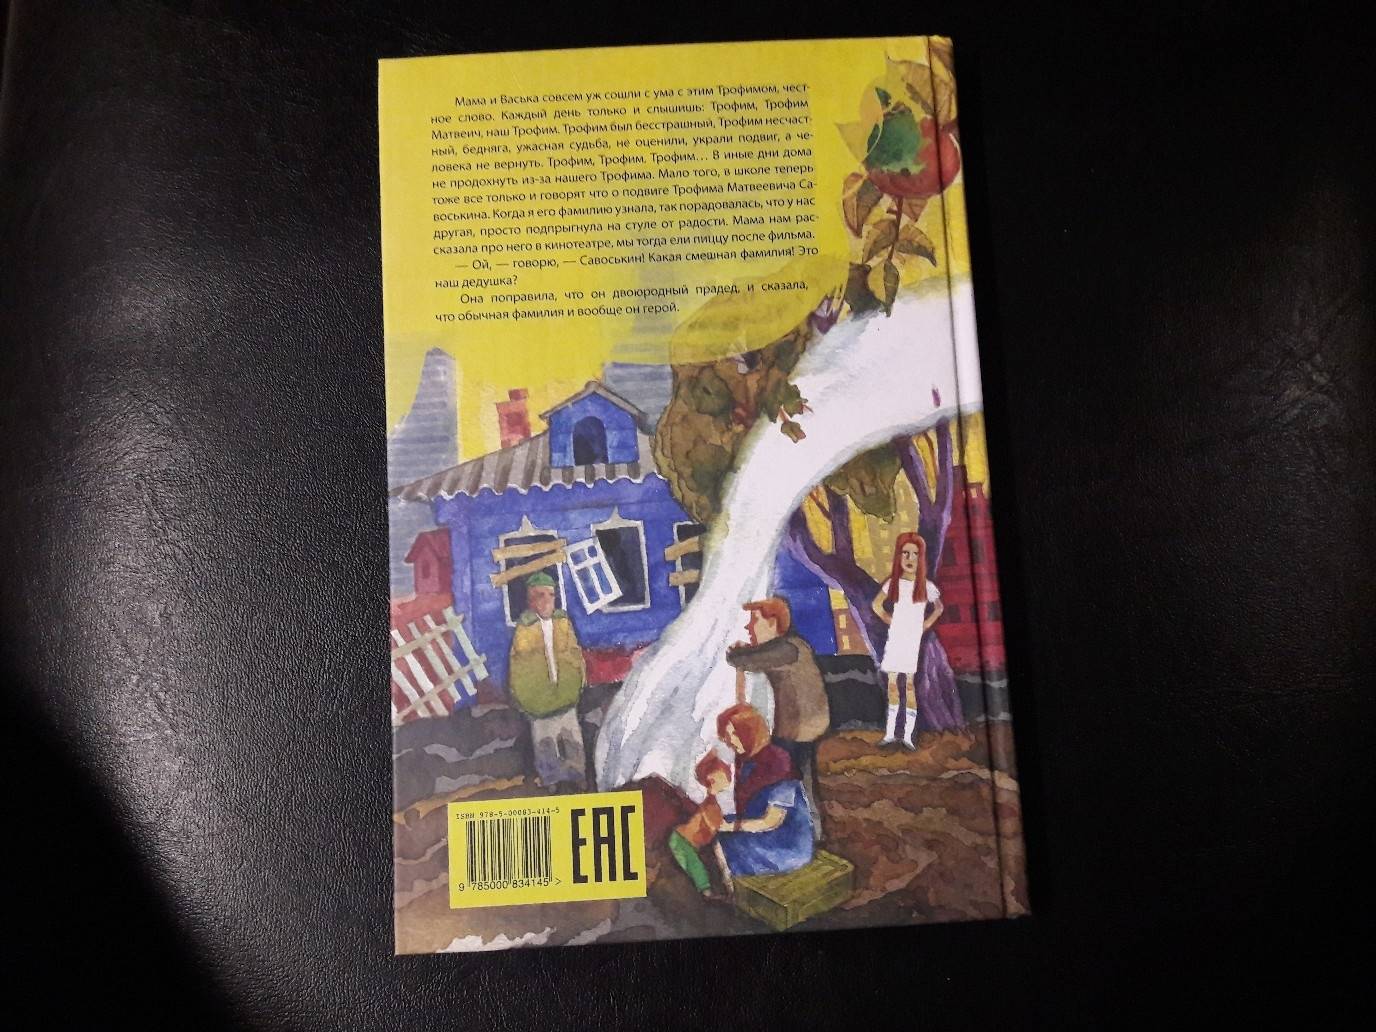 Мама и Васька совсем уж сошли с ума с этим Трофимом, чест-
ное слово. Каждый день только и слышишь: Трофим, Трофим
Матвеич, наш Трофим. Трофим был бесстрашный, Трофим несчаст-
ный, бедняга, ужасная судьба, не оценили, украли подвиг, а че-
ловека не вернуть. Трофим, Трофим, Трофим… В иные дни дома
не продохнуть из-за нашего Трофима. Мало того, в школе теперь
тоже все только и говорят что о подвиге Трофима Матвеевича Са-
воськина. Когда я его фамилию узнала, так порадовалась, что у нас
другая, просто подпрыгнула на стуле от радости. Мама нам рас-
сказала про него в кинотеатре, мы тогда ели пиццу после фильма.
— Ой, — говорю, — Савоськин! Какая смешная фамилия! Это
наш дедушка?
Она поправила, что он двоюродный прадед, и сказала,
что обычная фамилия и вообще он герой.
ISBN 978-5-00083-414-5
9 785000 834145 >
EAC